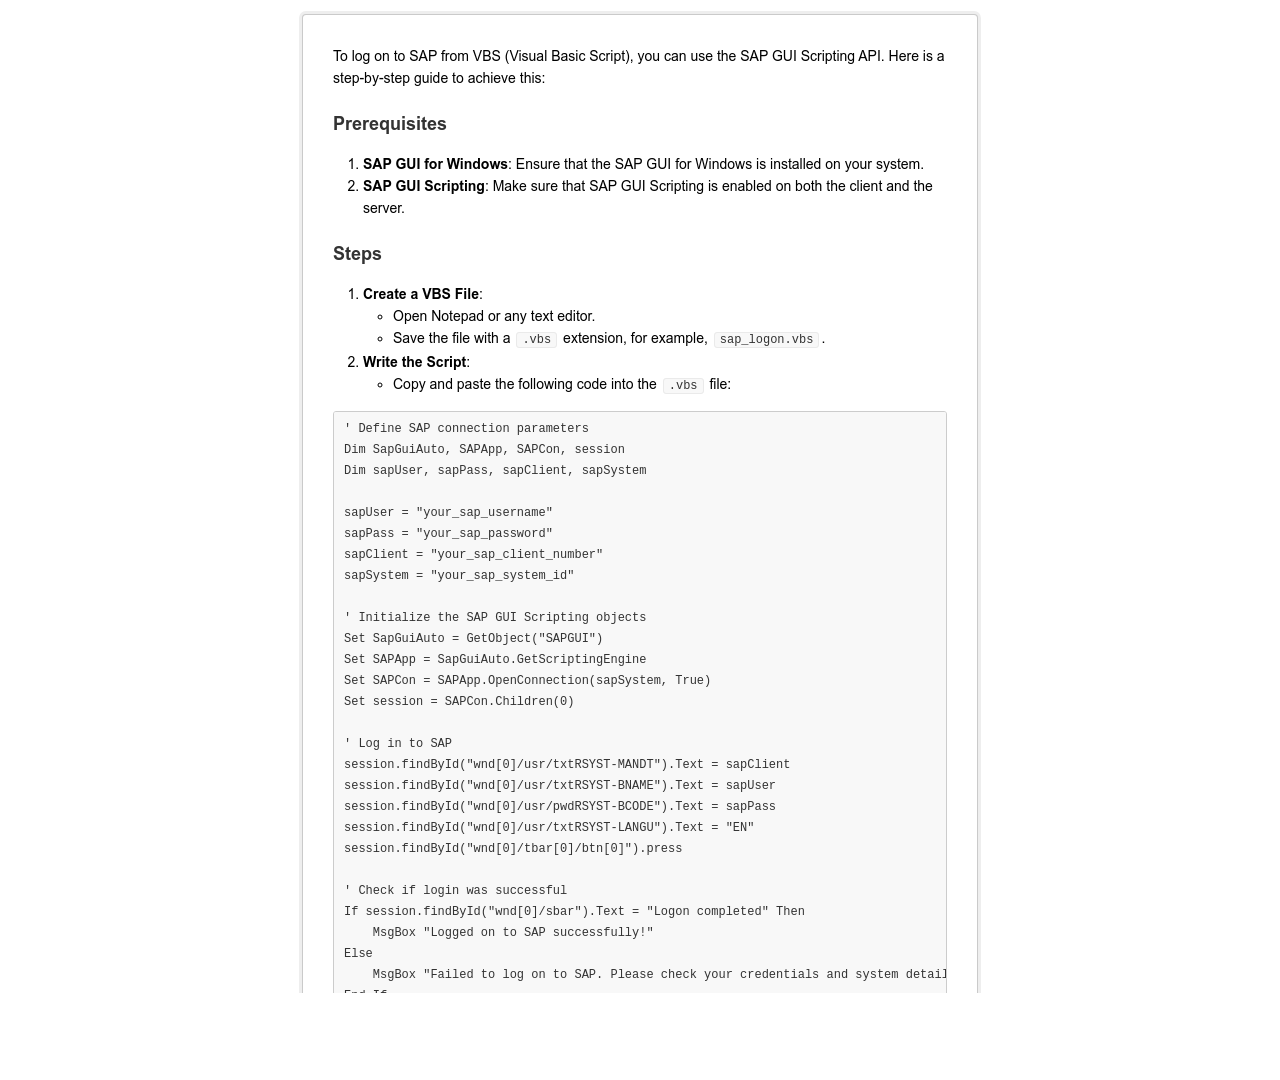 To log on to SAP from VBS (Visual Basic Script), you can use the SAP GUI Scripting API. Here is a
step-by-step guide to achieve this:
Prerequisites
1. SAP GUI for Windows: Ensure that the SAP GUI for Windows is installed on your system.
2. SAP GUI Scripting: Make sure that SAP GUI Scripting is enabled on both the client and the
server.
Steps
1. Create a VBS File:
◦ Open Notepad or any text editor.
◦ Save the file with a .vbs extension, for example, sap_logon.vbs .
2. Write the Script:
◦ Copy and paste the following code into the .vbs file:
' Define SAP connection parameters
Dim SapGuiAuto, SAPApp, SAPCon, session
Dim sapUser, sapPass, sapClient, sapSystem
sapUser = "your_sap_username"
sapPass = "your_sap_password"
sapClient = "your_sap_client_number"
sapSystem = "your_sap_system_id"
' Initialize the SAP GUI Scripting objects
Set SapGuiAuto = GetObject("SAPGUI")
Set SAPApp = SapGuiAuto.GetScriptingEngine
Set SAPCon = SAPApp.OpenConnection(sapSystem, True)
Set session = SAPCon.Children(0)
' Log in to SAP
session.findById("wnd[0]/usr/txtRSYST-MANDT").Text = sapClient
session.findById("wnd[0]/usr/txtRSYST-BNAME").Text = sapUser
session.findById("wnd[0]/usr/pwdRSYST-BCODE").Text = sapPass
session.findById("wnd[0]/usr/txtRSYST-LANGU").Text = "EN"
session.findById("wnd[0]/tbar[0]/btn[0]").press
' Check if login was successful
If session.findById("wnd[0]/sbar").Text = "Logon completed" Then
    MsgBox "Logged on to SAP successfully!"
Else
    MsgBox "Failed to log on to SAP. Please check your credentials and system detail
End If